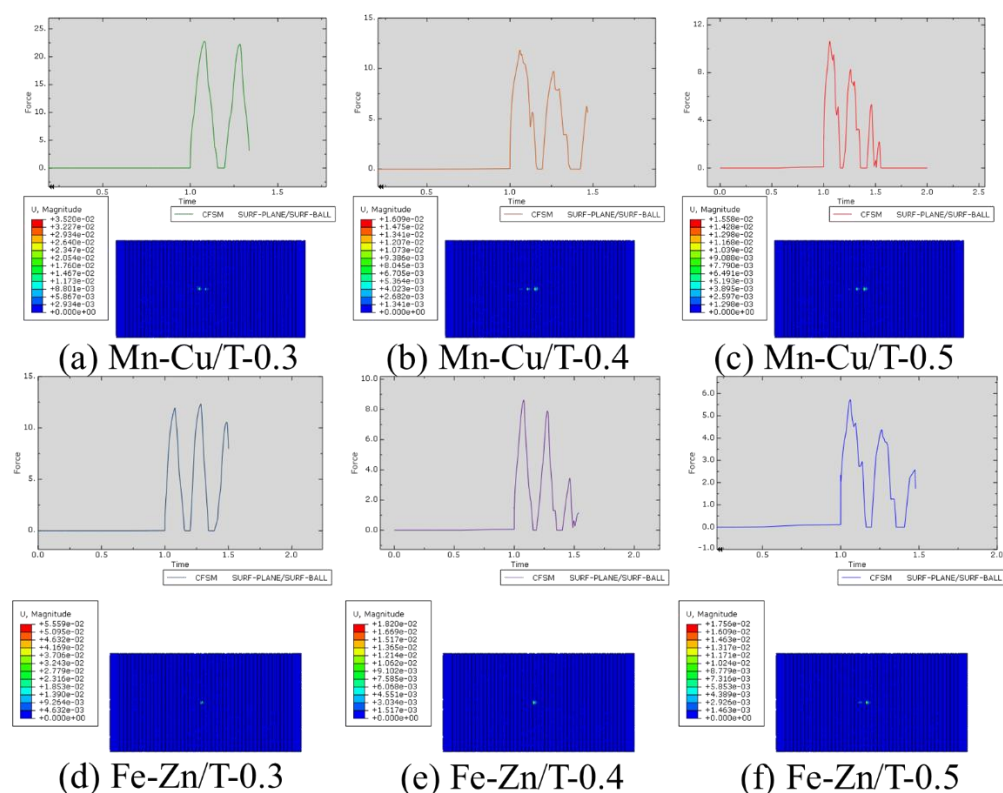 25.
20.
15.
10.
5.
0.
Force
0.5
1.0
1.5
Time
CFSM SURF-PLANE/SURF-BALL
U, Magnitude
+3.520e-02
+3.227e-02
+2.934e-02
+2.640e-02
+2.347e-02
+2.054e-02
+1.760e-02
+1.467e-02
+1.173e-02
+8.801e-03
+5.867e-03
+2.934e-03
+0.000e+00
(a) Mn-Cu/T-0.3
15.
10.
5.
0.
Force
0.5
1.0
1.5
Time
CFSM SURF-PLANE/SURF-BALL
U, Magnitude
+1.609e-02
+1.475e-02
+1.341e-02
+1.207e-02
+1.073e-02
+9.386e-03
+8.045e-03
+6.705e-03
+5.364e-03
+4.023e-03
+2.682e-03
+1.341e-03
+0.000e+00
(b) Mn-Cu/T-0.4
12.
8.
4.
0.
Force
0.5
1.0
1.5
2.0
Time
CFSM SURF-PLANE/SURF-BALL
U, Magnitude
+1.558e-02
+1.428e-02
+1.298e-02
+1.168e-02
+1.039e-02
+9.088e-03
+7.790e-03
+6.491e-03
+5.193e-03
+3.895e-03
+2.597e-03
+1.298e-03
+0.000e+00
(c) Mn-Cu/T-0.5
15.
10.
5.
0.
Force
0.0
0.5
1.0
1.5
2.0
Time
CFSM SURF-PLANE/SURF-BALL
U, Magnitude
+5.559e-02
+5.095e-02
+4.632e-02
+4.169e-02
+3.706e-02
+3.243e-02
+2.779e-02
+2.316e-02
+1.853e-02
+1.390e-02
+9.264e-03
+4.632e-03
+0.000e+00
(d) Fe-Zn/T-0.3
10.0
8.0
6.0
4.0
2.0
0.0
Force
0.0
0.5
1.0
1.5
2.0
Time
CFSM SURF-PLANE/SURF-BALL
U, Magnitude
+1.820e-02
+1.669e-02
+1.517e-02
+1.365e-02
+1.214e-02
+1.062e-02
+9.102e-03
+7.585e-03
+6.068e-03
+4.551e-03
+3.034e-03
+1.517e-03
+0.000e+00
(e) Fe-Zn/T-0.4
6.0
5.0
4.0
3.0
2.0
1.0
0.0
-1.0
Force
0.5
1.0
1.5
2.0
Time
CFSM SURF-PLANE/SURF-BALL
U, Magnitude
+1.756e-02
+1.609e-02
+1.463e-02
+1.317e-02
+1.171e-02
+1.024e-02
+8.779e-03
+7.316e-03
+5.853e-03
+4.389e-03
+2.926e-03
+1.463e-03
+0.000e+00
(f) Fe-Zn/T-0.5